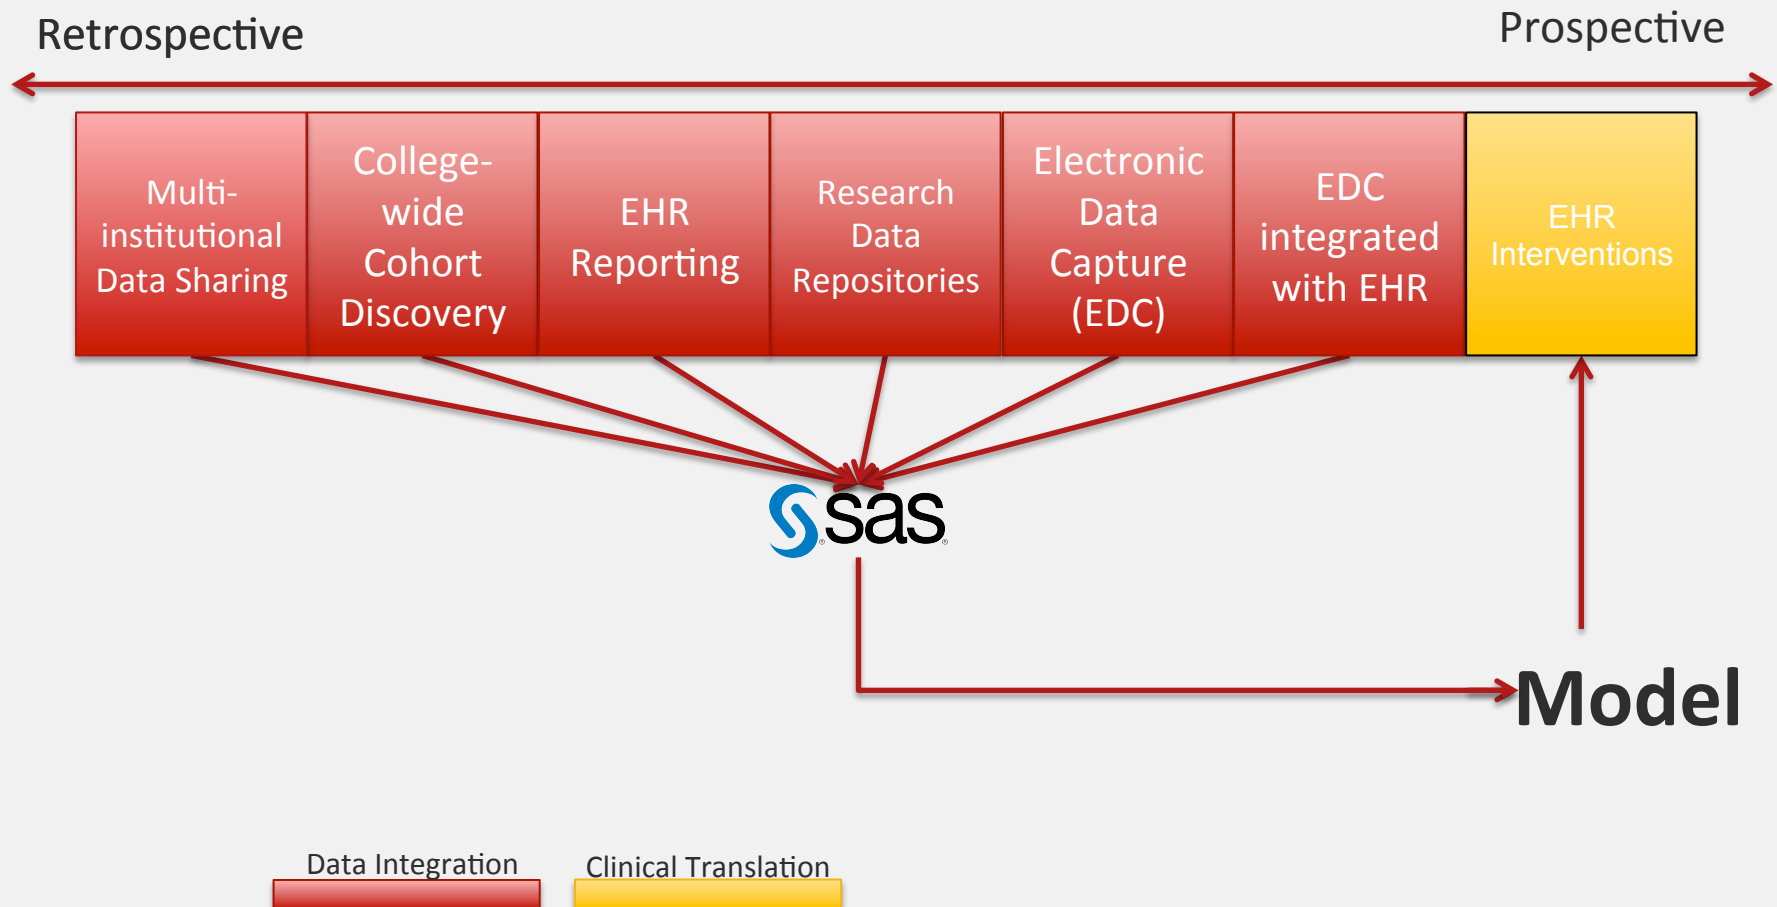 Retrospective
Prospective
Multi-
institutional
Data Sharing
College-
wide
Cohort
Discovery
EHR
Reporting
Research
Data
Repositories
Electronic
Data
Capture
(EDC)
EDC
integrated
with EHR
EHR
Interventions
sas
Model
Data Integration
Clinical Translation